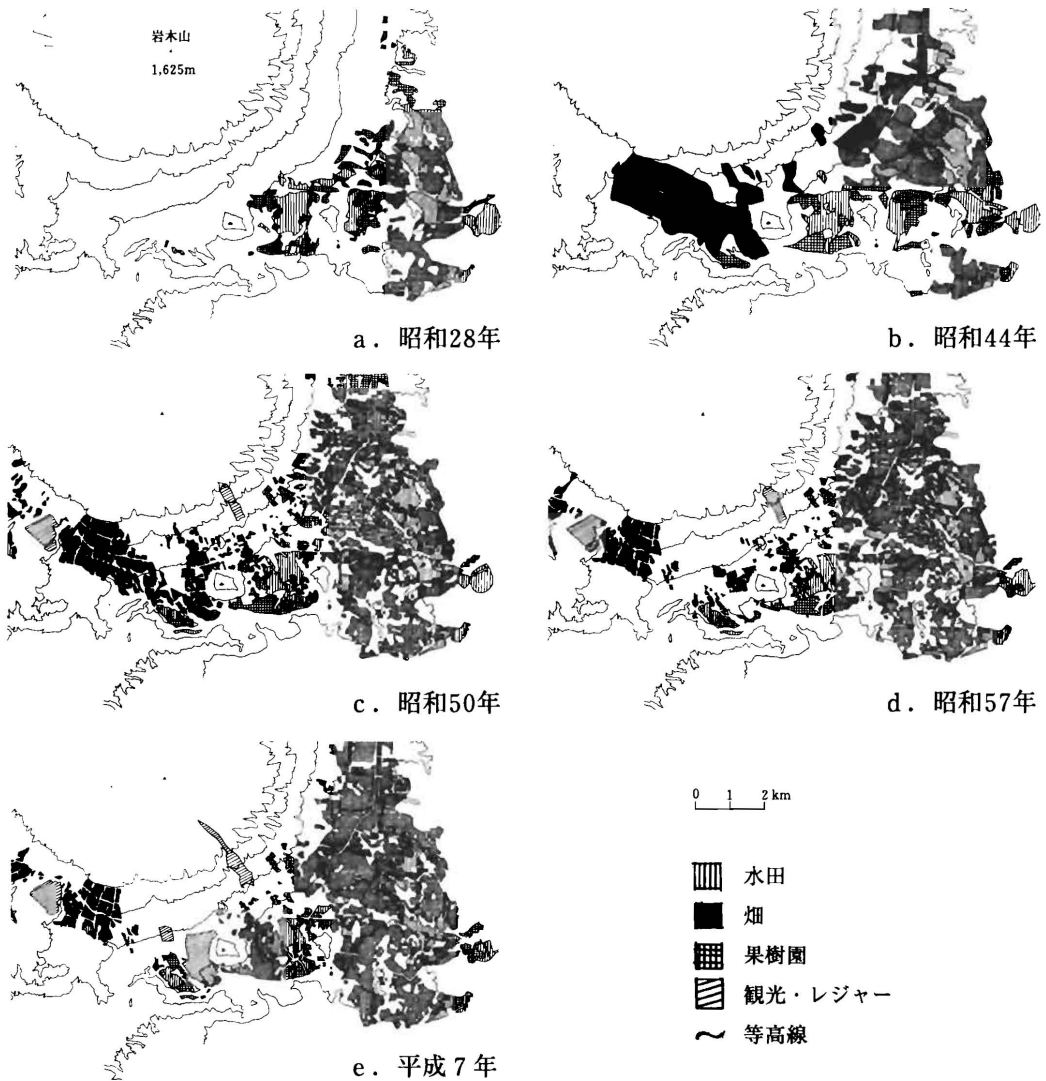 岩木山
1,625m
a. 昭和28年
b. 昭和44年
c. 昭和50年
d. 昭和57年
e. 平成7年
0 1 2 km
水田
畑
果樹園
観光・レジャー
等高線